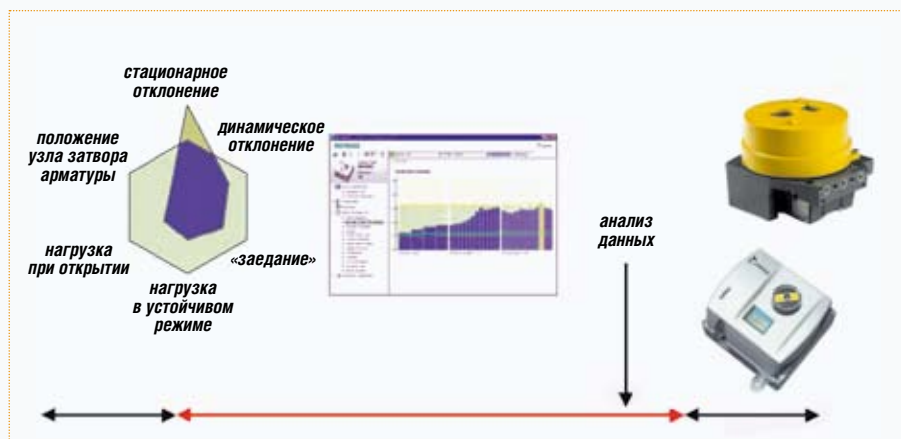 стационарное
отклонение
динамическое
отклонение
положение
узла затвора
арматуры
нагрузка
при открытии
«заедание»
нагрузка
в устойчивом
режиме
анализ
данных